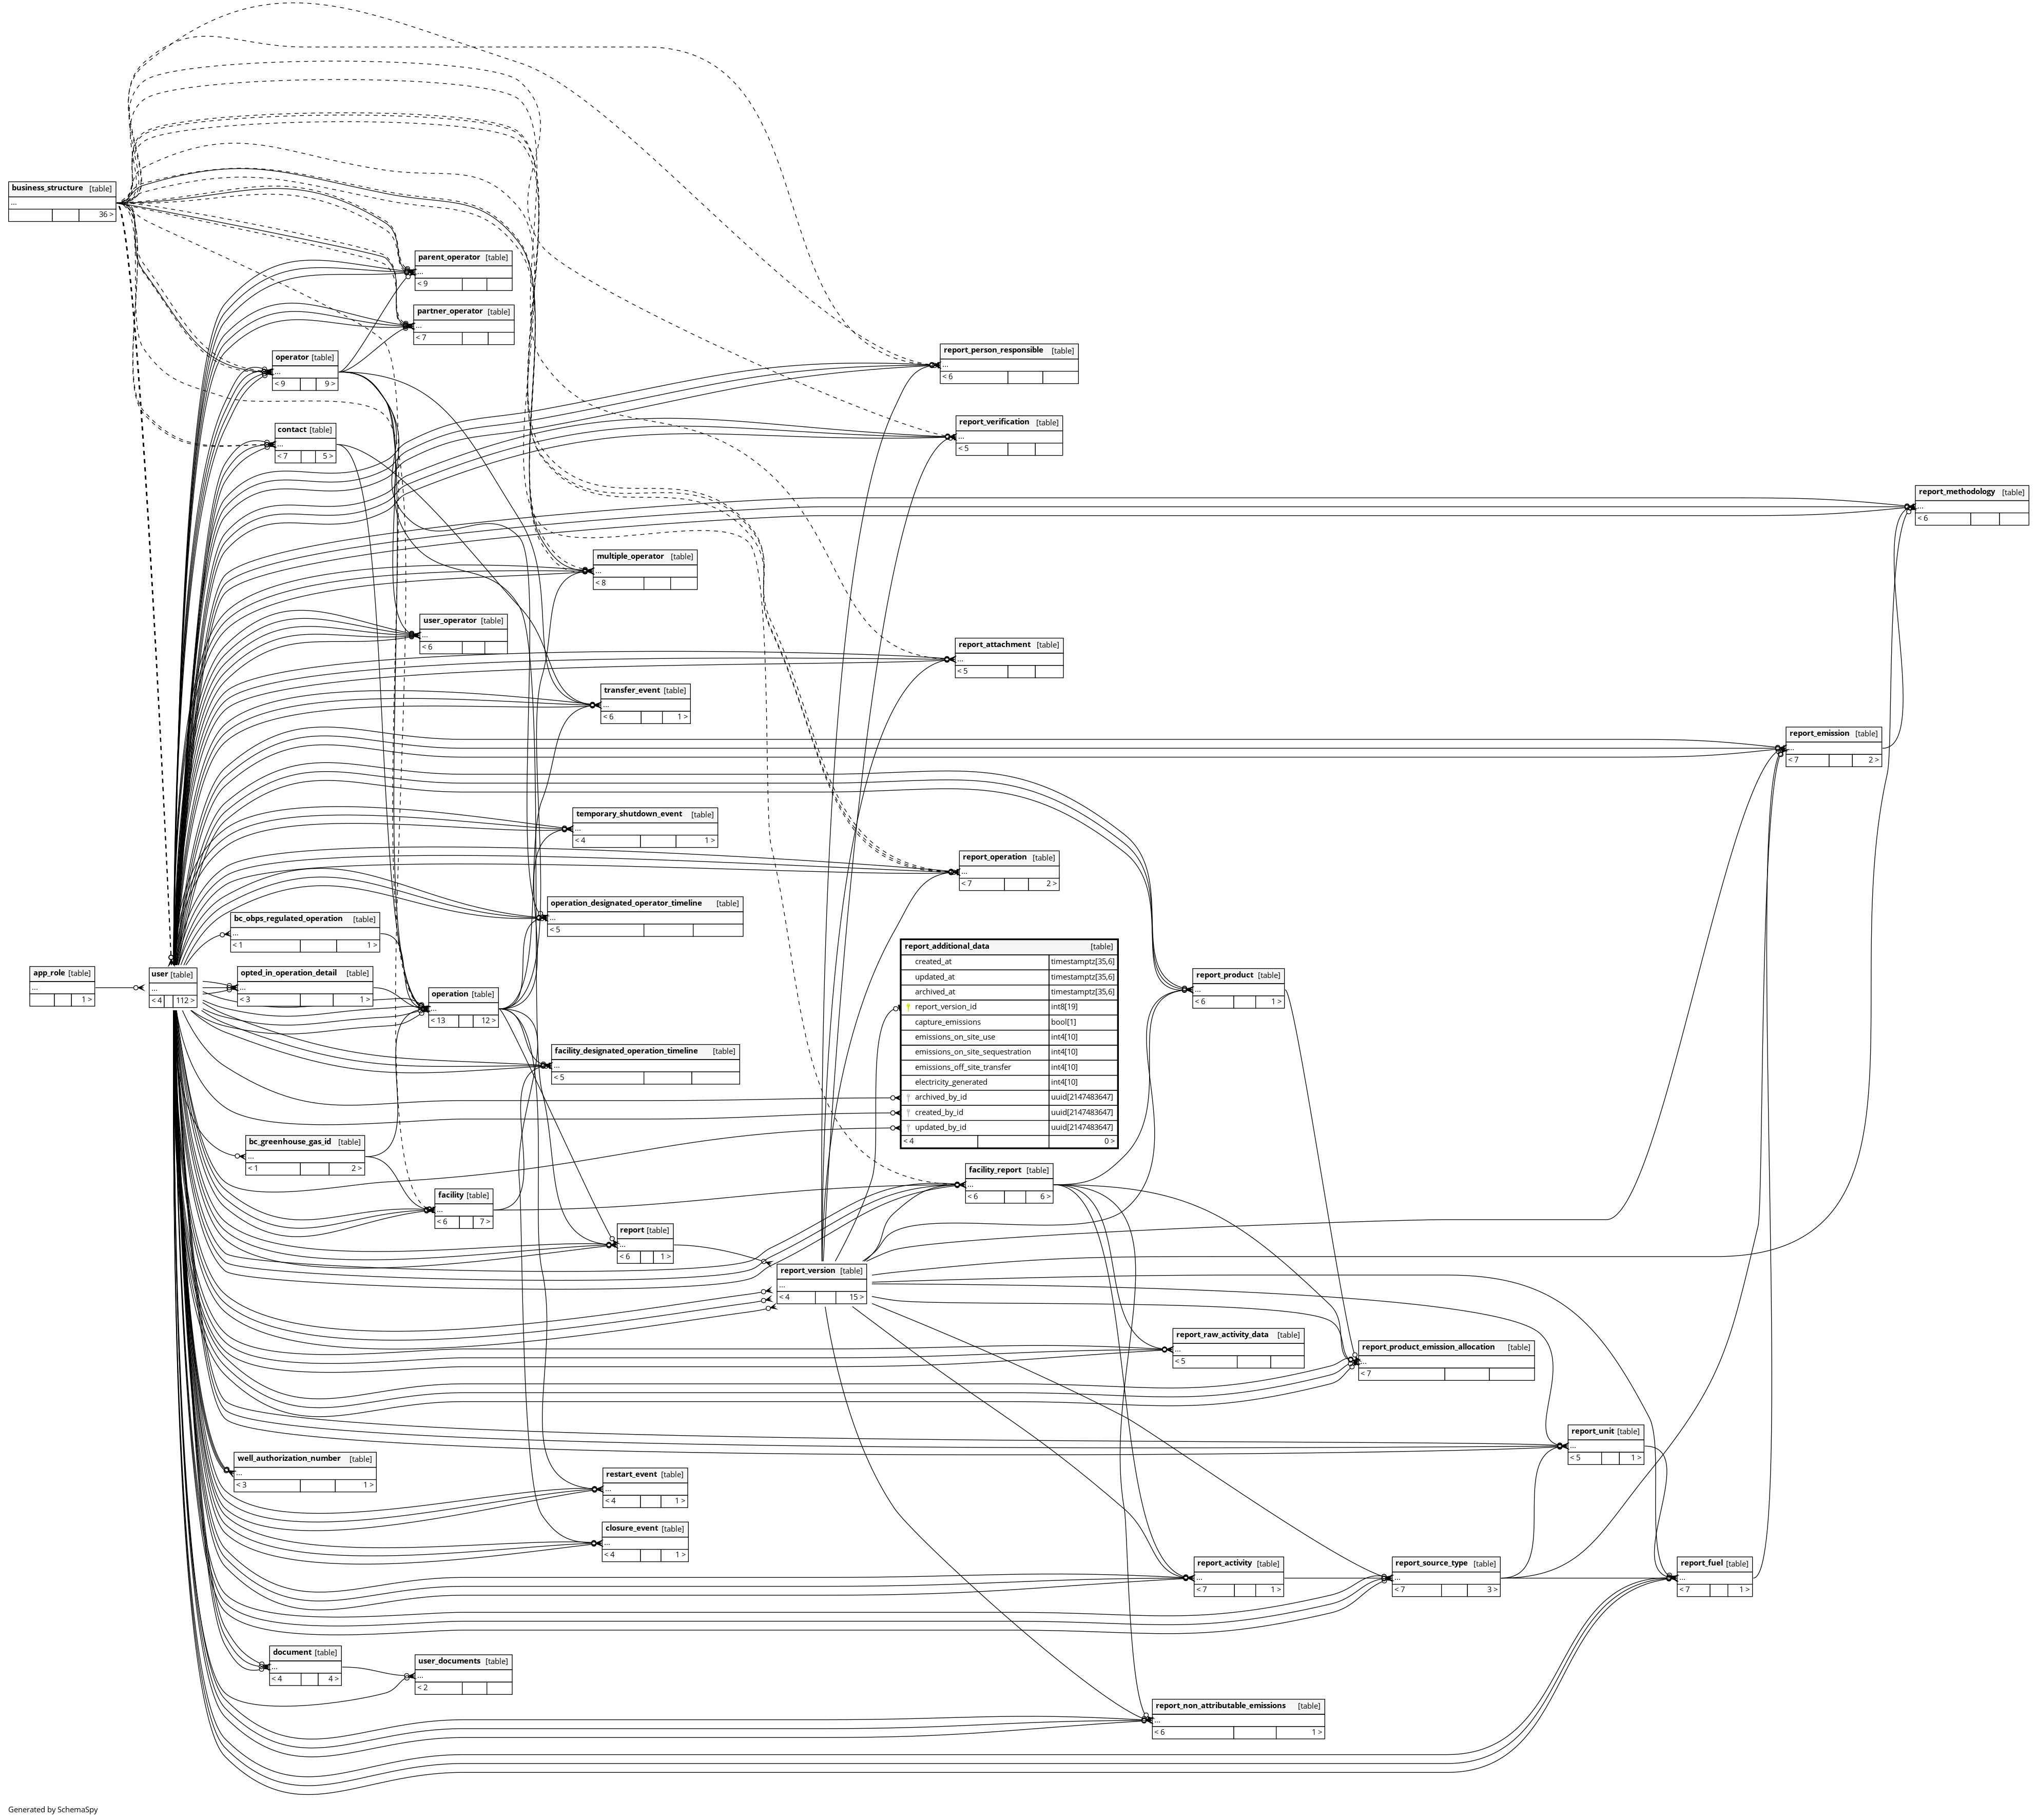 business_structure [table]
...
36 >
parent_operator [table]
...
< 9
partner_operator [table]
...
< 7
operator [table]
...
< 9 9 >
report_person_responsible [table]
...
< 6
contact [table]
...
< 7 5 >
report_verification [table]
...
< 5
report_methodology [table]
...
< 6
multiple_operator [table]
...
< 8
user_operator [table]
...
< 6
report_attachment [table]
...
< 5
transfer_event [table]
...
< 6 1 >
report_emission [table]
...
< 7 2 >
temporary_shutdown_event [table]
...
< 4 1 >
report_operation [table]
...
< 7 2 >
operation_designated_operator_timeline [table]
...
< 5
bc_obps_regulated_operation [table]
...
< 1 1 >
app_role [table]
...
1 >
user [table]
...
< 4 112 >
opted_in_operation_detail [table]
...
< 3 1 >
operation [table]
...
< 13 12 >
report_additional_data [table]
created_at timestamptz[35,6]
updated_at timestamptz[35,6]
archived_at timestamptz[35,6]
report_version_id int8[19]
capture_emissions bool[1]
emissions_on_site_use int4[10]
emissions_on_site_sequestration int4[10]
emissions_off_site_transfer int4[10]
electricity_generated int4[10]
archived_by_id uuid[2147483647]
created_by_id uuid[2147483647]
updated_by_id uuid[2147483647]
< 4 0 >
report_product [table]
...
< 6 1 >
facility_designated_operation_timeline [table]
...
< 5
bc_greenhouse_gas_id [table]
...
< 1 2 >
facility_report [table]
...
< 6 6 >
facility [table]
...
< 6 7 >
report [table]
...
< 6 1 >
report_version [table]
...
< 4 15 >
report_raw_activity_data [table]
...
< 5
report_product_emission_allocation [table]
...
< 7
report_unit [table]
...
< 5 1 >
well_authorization_number [table]
...
< 3 1 >
restart_event [table]
...
< 4 1 >
closure_event [table]
...
< 4 1 >
report_activity [table]
...
< 7 1 >
report_source_type [table]
...
< 7 3 >
report_fuel [table]
...
< 7 1 >
document [table]
...
< 4 4 >
user_documents [table]
...
< 2
report_non_attributable_emissions [table]
...
< 6 1 >
Generated by SchemaSpy